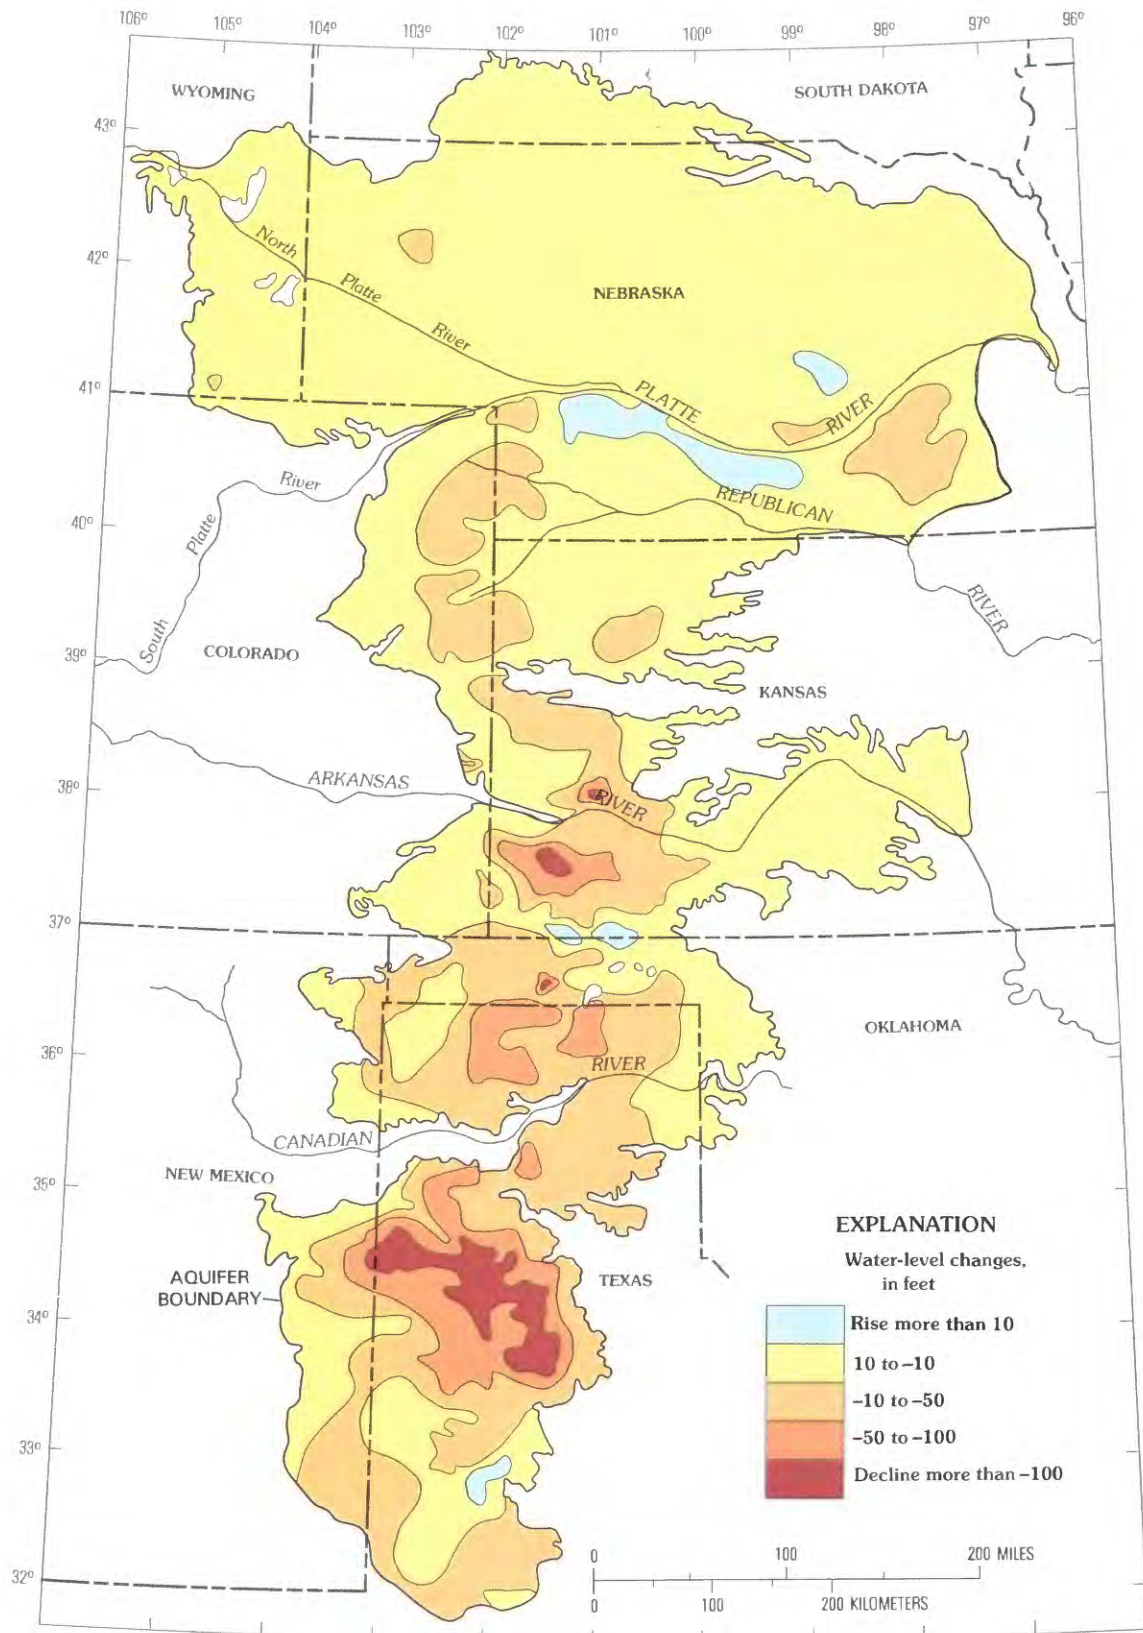 106° 105° 104° 103° 102° 101° 100° 99° 98° 97° 96°
WYOMING
SOUTH DAKOTA
43°
42°
North
Platte
River
NEBRASKA
41°
PLATTE
RIVER
River
REPUBLICAN
40°
Platte
RIVER
South
COLORADO
39°
KANSAS
ARKANSAS
38°
RIVER
37°
OKLAHOMA
36°
RIVER
CANADIAN
NEW MEXICO
35°
EXPLANATION
Water-level changes,
in feet
AQUIFER
BOUNDARY
TEXAS
34°
Rise more than 10
10 to –10
–10 to –50
–50 to –100
Decline more than –100
33°
32°
0 100 200 MILES
0 100 200 KILOMETERS